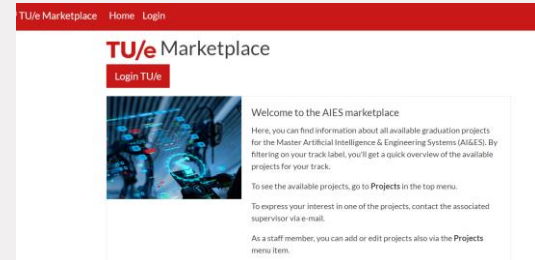 TU/e Marketplace Home Login
TU/e Marketplace
Login TU/e
Welcome to the AIES marketplace
Here, you can find information about all available graduation projects
for the Master Artificial Intelligence & Engineering Systems (AI&ES). By
filtering on your track label, you'll get a quick overview of the available
projects for your track.
To see the available projects, go to Projects in the top menu.
To express your interest in one of the projects, contact the associated
supervisor via e-mail.
As a staff member, you can add or edit projects also via the Projects
menu item.